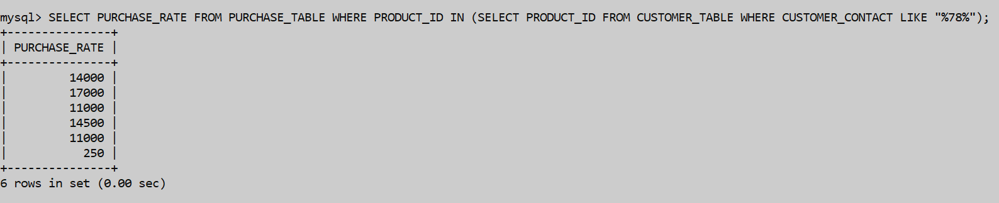 mysql> SELECT PURCHASE_RATE FROM PURCHASE_TABLE WHERE PRODUCT_ID IN (SELECT PRODUCT_ID FROM CUSTOMER_TABLE WHERE CUSTOMER_CONTACT LIKE "%78%");
+---------------+
| PURCHASE_RATE |
+---------------+
|         14000 |
|         17000 |
|         11000 |
|         14500 |
|         11000 |
|           250 |
+---------------+
6 rows in set (0.00 sec)